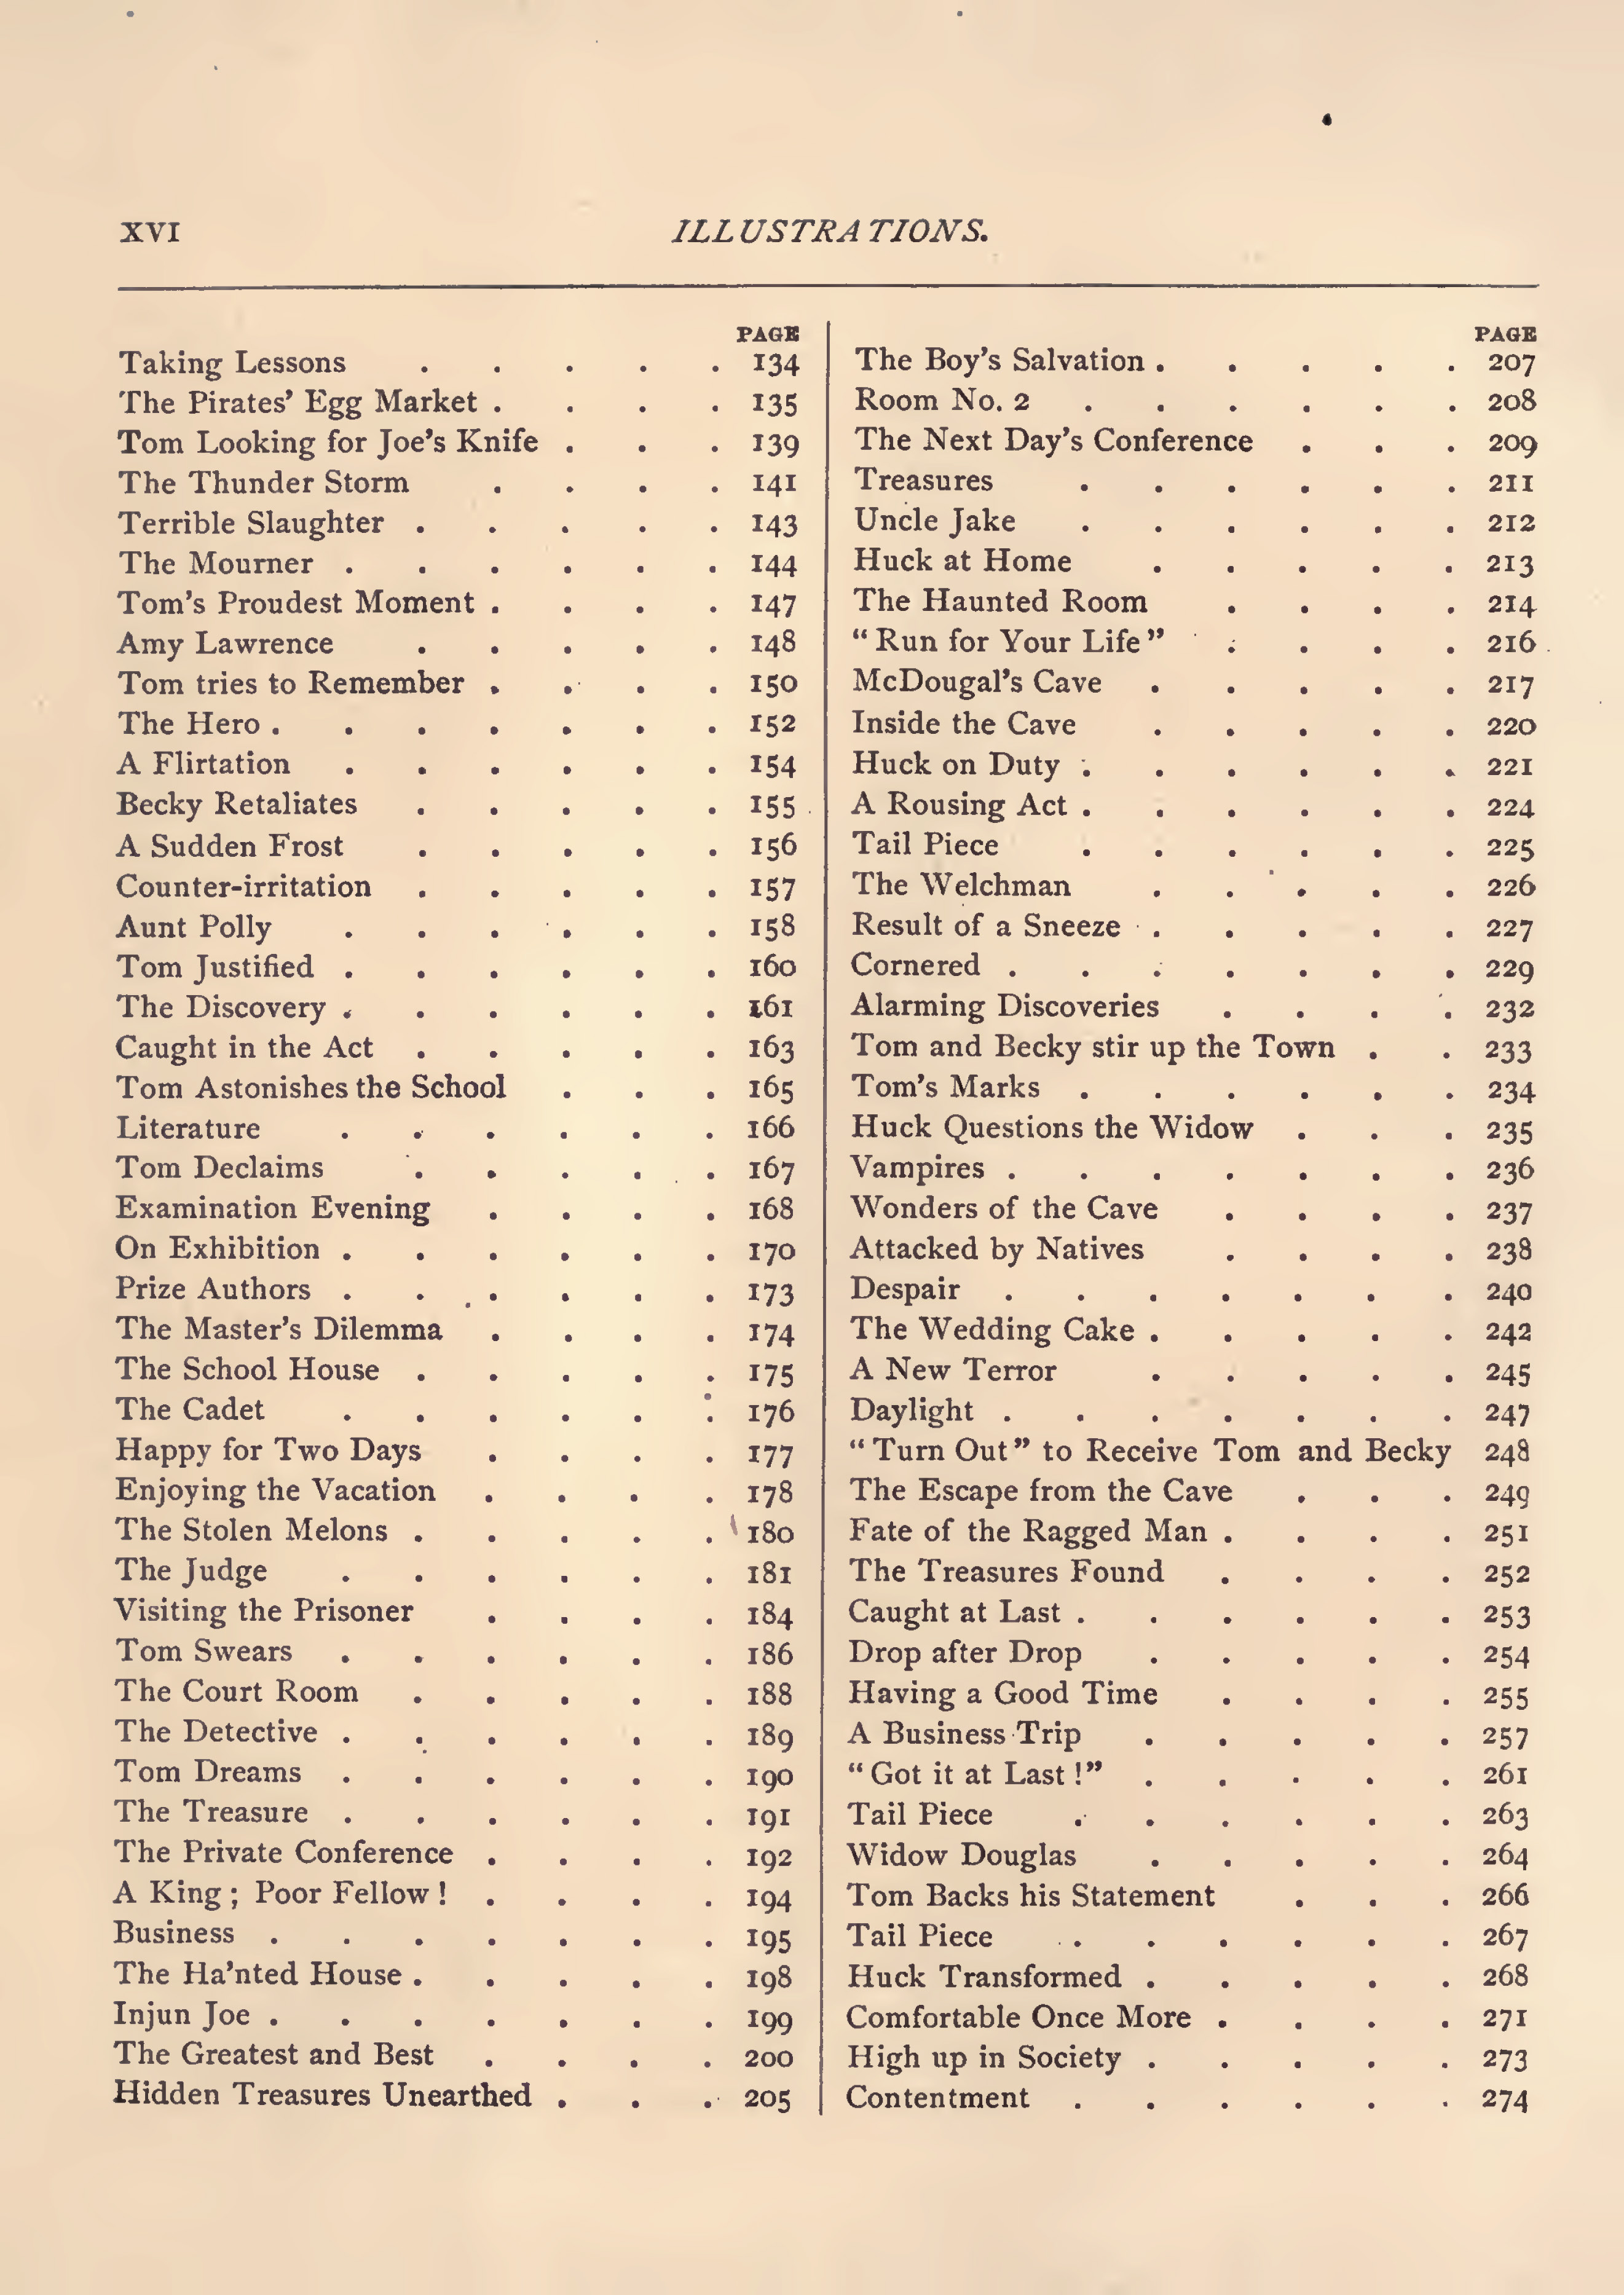 XVI ILLUSTRATIONS.
PAGE
Taking Lessons . . . . . 134
The Pirates’ Egg Market . . . . 135
Tom Looking for Joe’s Knife . . . 139
The Thunder Storm . . . . 141
Terrible Slaughter . . . . . 143
The Mourner . . . . . . 144
Tom’s Proudest Moment . . . . 147
Amy Lawrence . . . . . 148
Tom tries to Remember . . . . 150
The Hero . . . . . . . 152
A Flirtation . . . . . . 154
Becky Retaliates . . . . . 155
A Sudden Frost . . . . . 156
Counter-irritation . . . . . 157
Aunt Polly . . . . . . 158
Tom Justified . . . . . . 160
The Discovery . . . . . . 161
Caught in the Act . . . . . 163
Tom Astonishes the School . . . 165
Literature . . . . . . 166
Tom Declaims . . . . . 167
Examination Evening . . . . 168
On Exhibition . . . . . . 170
Prize Authors . . . . . . 173
The Master’s Dilemma . . . . 174
The School House . . . . . 175
The Cadet . . . . . . 176
Happy for Two Days . . . . 177
Enjoying the Vacation . . . . 178
The Stolen Melons . . . . . 180
The Judge . . . . . . 181
Visiting the Prisoner . . . . 184
Tom Swears . . . . . . 186
The Court Room . . . . . 188
The Detective . . . . . . 189
Tom Dreams . . . . . . 190
The Treasure . . . . . . 191
The Private Conference . . . . 192
A King ; Poor Fellow ! . . . . 194
Business . . . . . . . 195
The Ha’nted House . . . . . 198
Injun Joe . . . . . . . 199
The Greatest and Best . . . . 200
Hidden Treasures Unearthed . . . 205
PAGE
The Boy’s Salvation . . . . . 207
Room No. 2 . . . . . . 208
The Next Day’s Conference . . . 209
Treasures . . . . . . 211
Uncle Jake . . . . . . 212
Huck at Home . . . . . 213
The Haunted Room . . . . 214
“ Run for Your Life ” . . . . 216
McDougal’s Cave . . . . . 217
Inside the Cave . . . . . 220
Huck on Duty . . . . . . 221
A Rousing Act . . . . . . 224
Tail Piece . . . . . . 225
The Welchman . . . . . 226
Result of a Sneeze . . . . . 227
Cornered . . . . . . . 229
Alarming Discoveries . . . . 232
Tom and Becky stir up the Town . . 233
Tom’s Marks . . . . . . 234
Huck Questions the Widow . . . 235
Vampires . . . . . . . 236
Wonders of the Cave . . . . 237
Attacked by Natives . . . . 238
Despair . . . . . . . 240
The Wedding Cake . . . . . 242
A New Terror . . . . . 245
Daylight . . . . . . . 247
“ Turn Out ” to Receive Tom and Becky 248
The Escape from the Cave . . . 249
Fate of the Ragged Man . . . . 251
The Treasures Found . . . . 252
Caught at Last . . . . . . 253
Drop after Drop . . . . . 254
Having a Good Time . . . . 255
A Business Trip . . . . . 257
“ Got it at Last !” . . . . . 261
Tail Piece . . . . . . 263
Widow Douglas . . . . . 264
Tom Backs his Statement . . . 266
Tail Piece . . . . . . 267
Huck Transformed . . . . . 268
Comfortable Once More . . . . 271
High up in Society . . . . . 273
Contentment . . . . . . 274